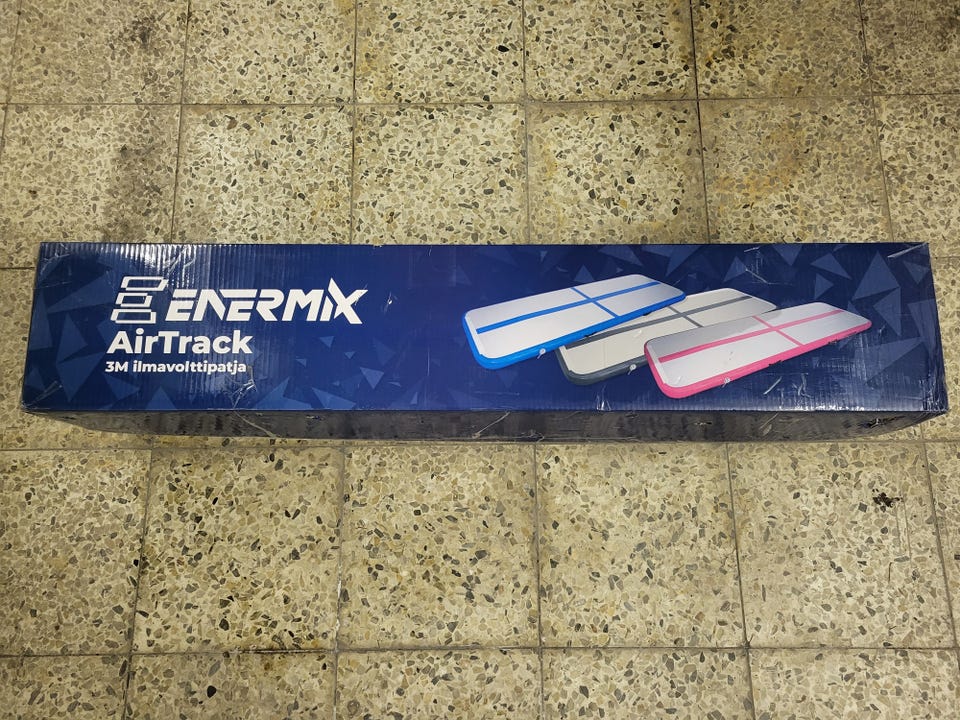 ENERMIX
AirTrack
3M ilmavolttipatja